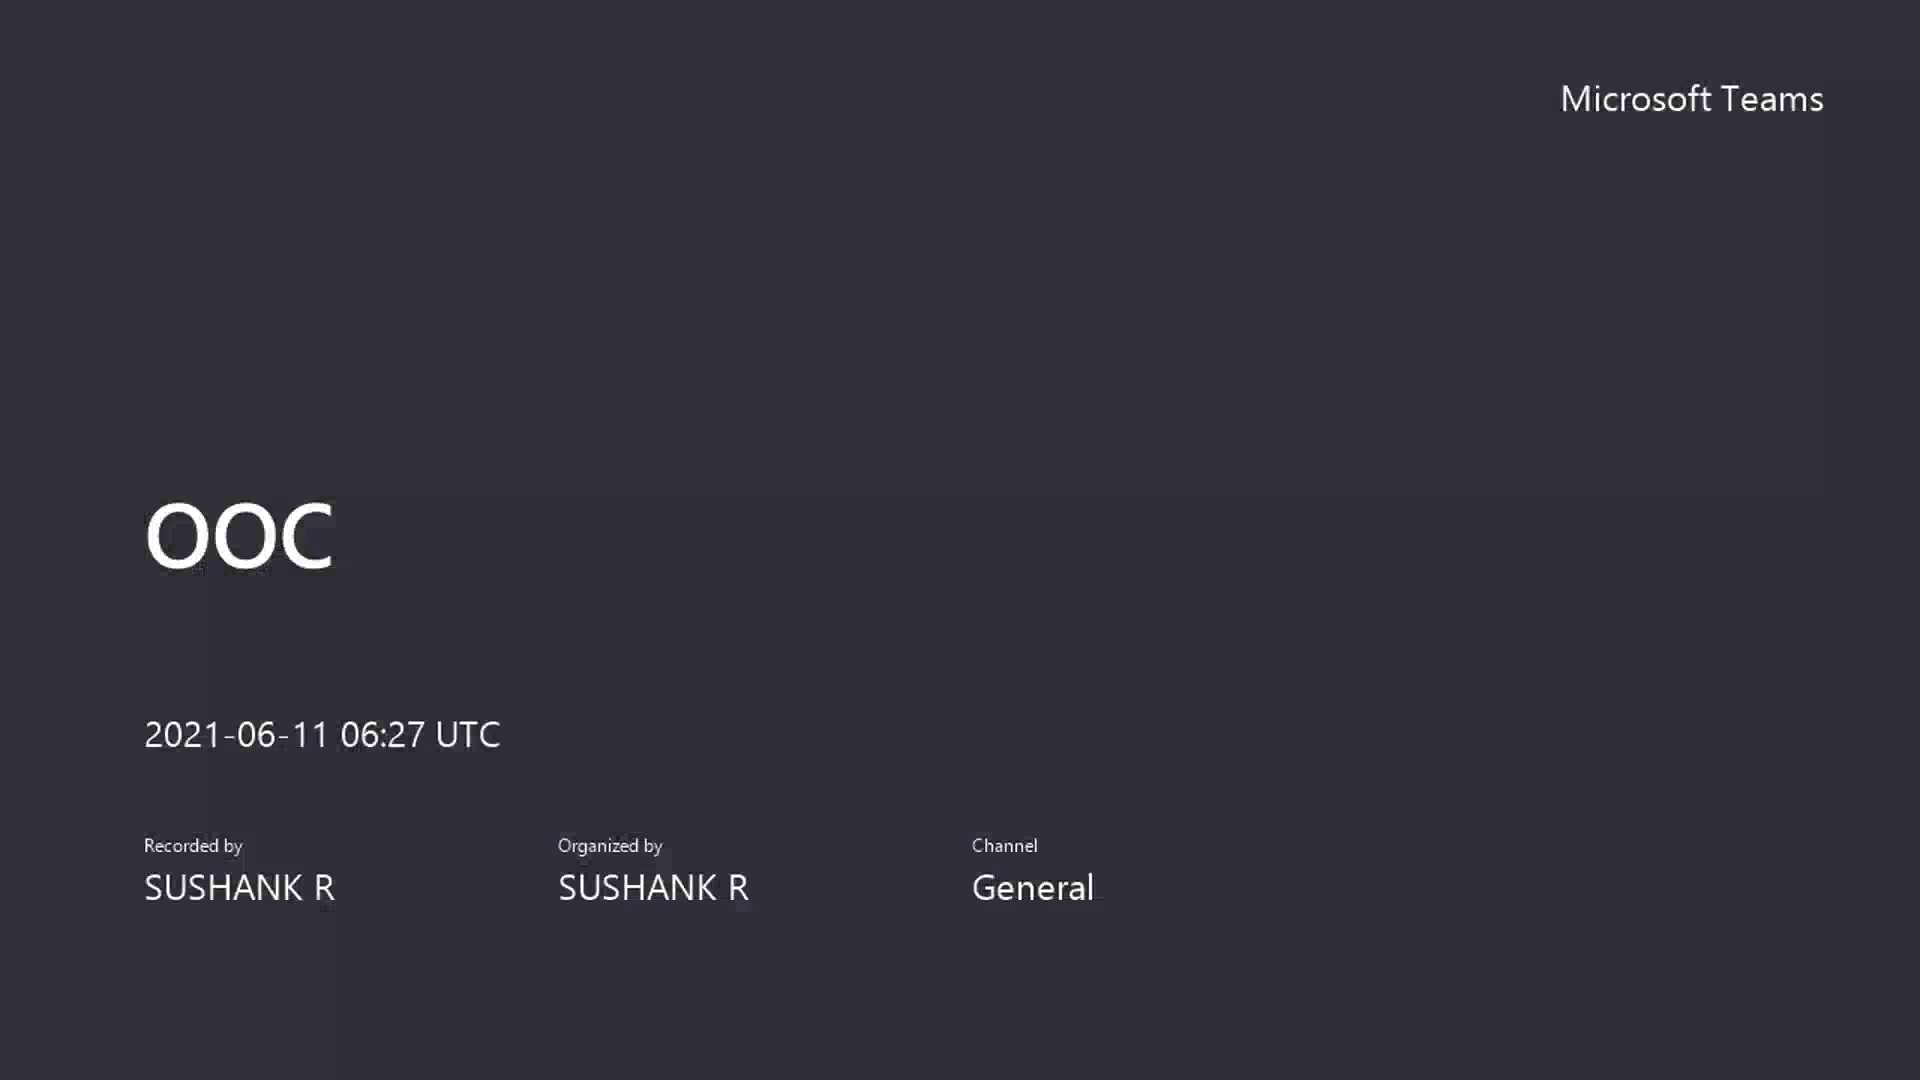 Microsoft Teams
OOC
2021-06-11 06:27 UTC
Recorded by
SUSHANK R
Organized by
SUSHANK R
Channel
General